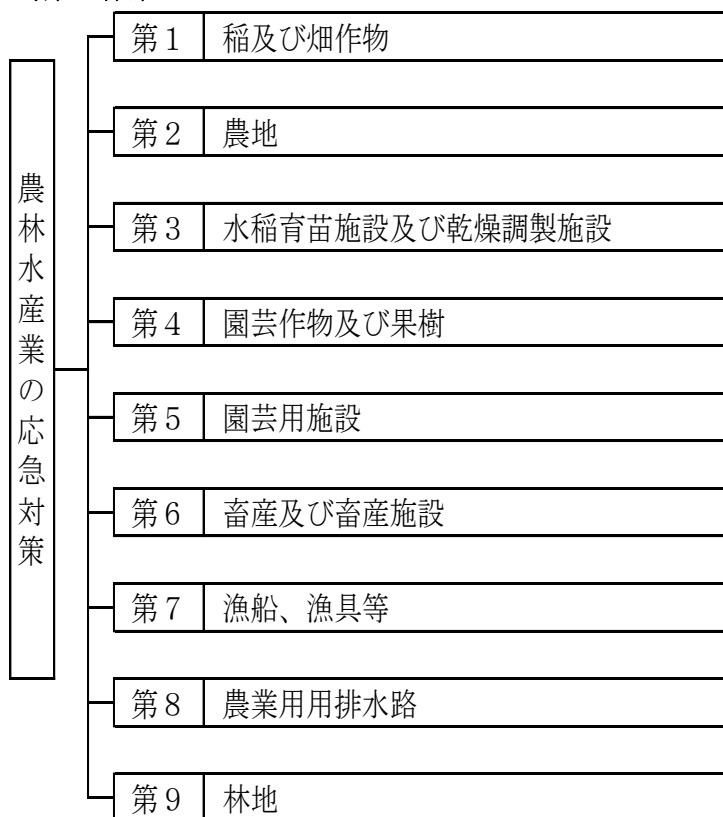 農林水産業の応急対策
第1 稲及び畑作物
第2 農地
第3 水稲育苗施設及び乾燥調製施設
第4 園芸作物及び果樹
第5 園芸用施設
第6 畜産及び畜産施設
第7 漁船、漁具等
第8 農業用用排水路
第9 林地